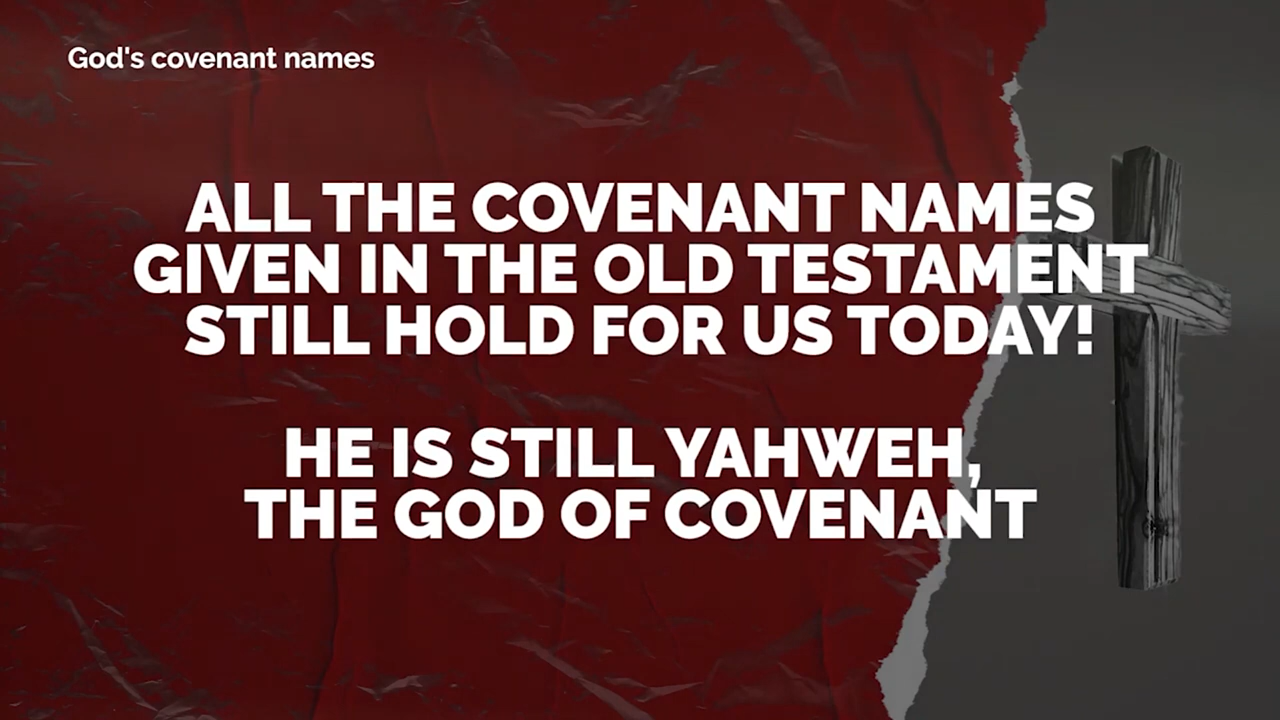 God's covenant names
ALL THE COVENANT NAMES
GIVEN IN THE OLD TESTAMENT
STILL HOLD FOR US TODAY!
HE IS STILL YAHWEH,
THE GOD OF COVENANT